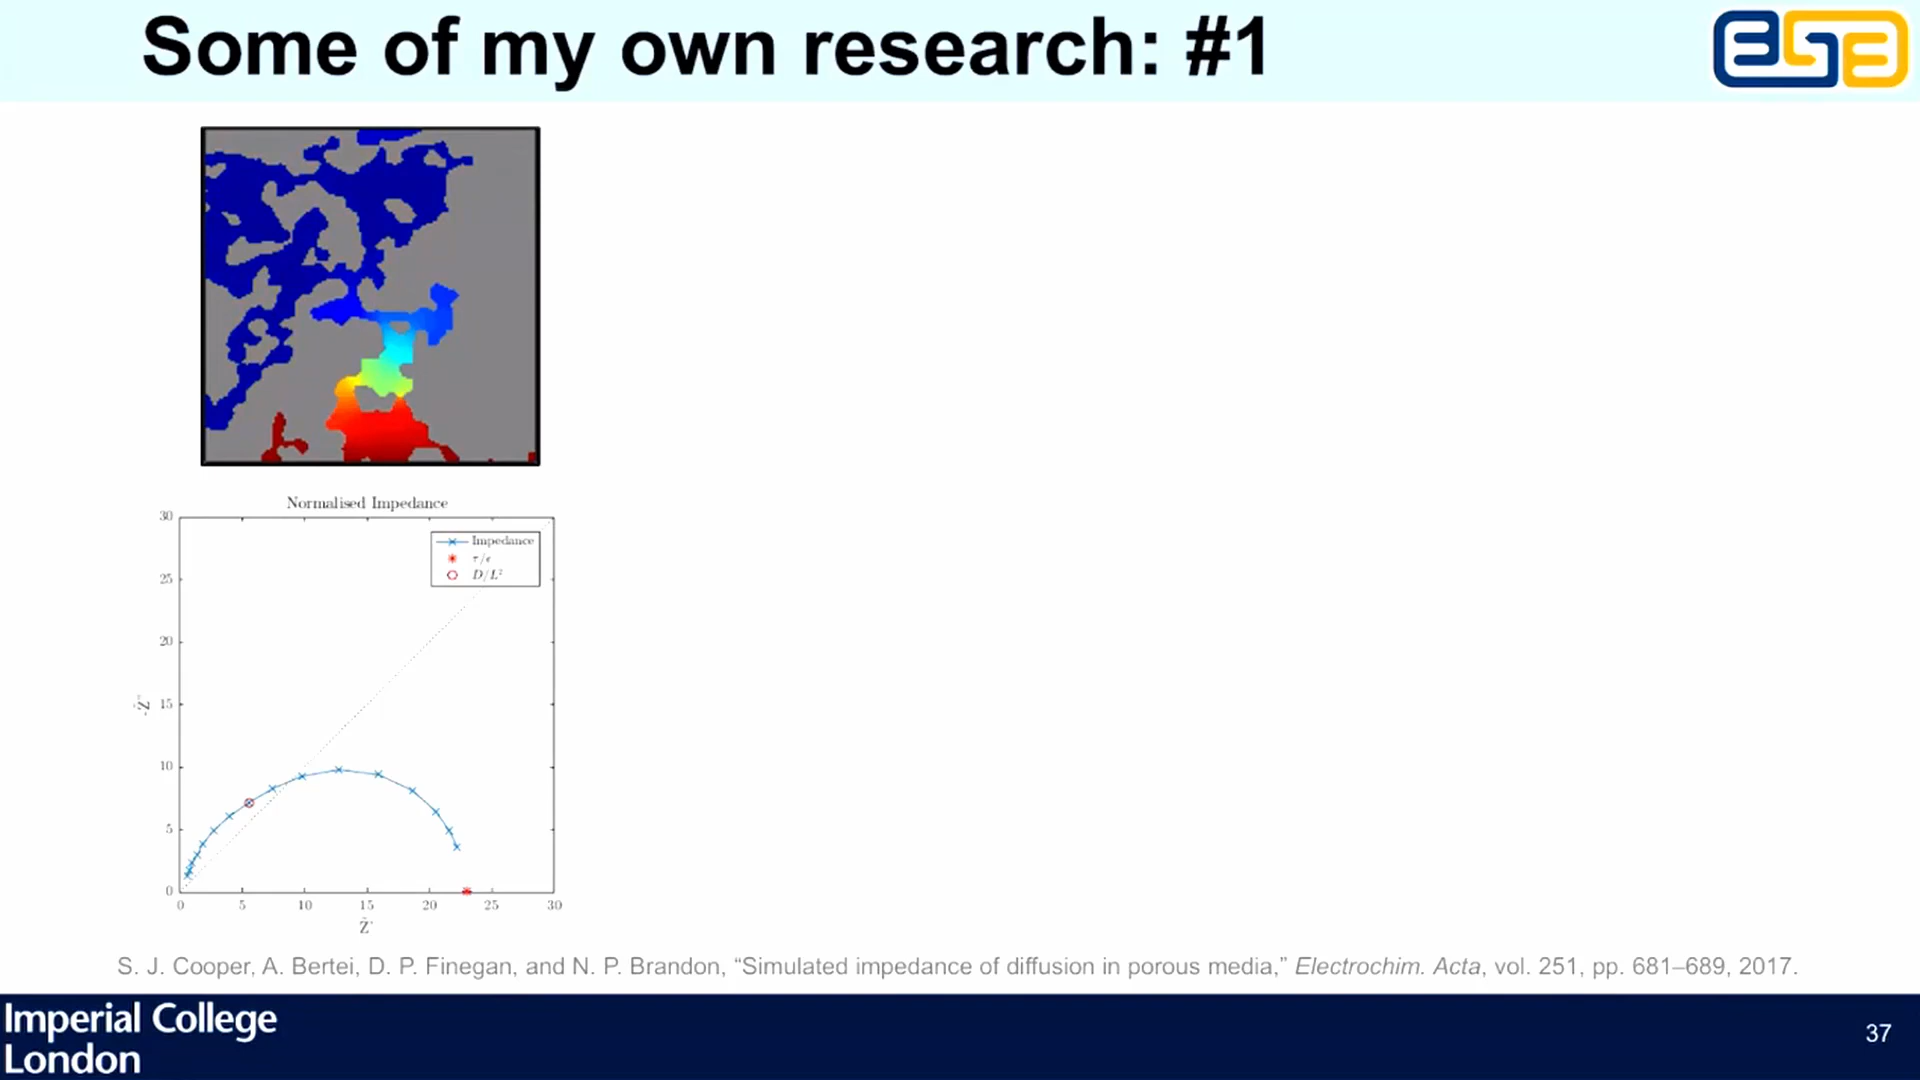 Some of my own research: #1
Normalised Impedance
30
25
20
15
10
5
0
-Z̃"
Impedance
τ/ϵ
D/L²
0 5 10 15 20 25 30
Z̃'
S. J. Cooper, A. Bertei, D. P. Finegan, and N. P. Brandon, “Simulated impedance of diffusion in porous media,” Electrochim. Acta, vol. 251, pp. 681–689, 2017.
Imperial College
London
37